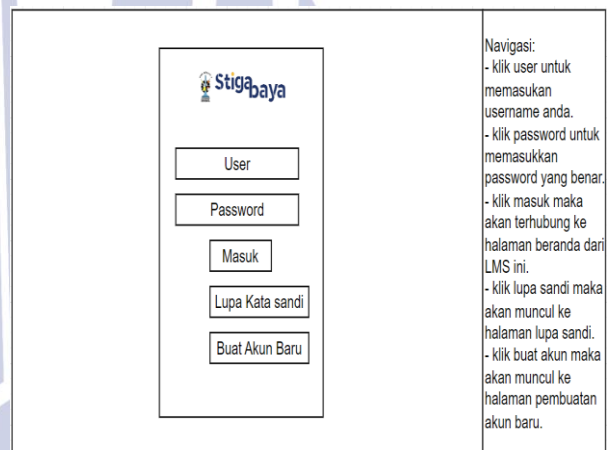 Stigabaya
User
Password
Masuk
Lupa Kata sandi
Buat Akun Baru
Navigasi:
- klik user untuk
memasukan
username anda.
- klik password untuk
memasukkan
password yang benar.
- klik masuk maka
akan terhubung ke
halaman beranda dari
LMS ini.
- klik lupa sandi maka
akan muncul ke
halaman lupa sandi.
- klik buat akun maka
akan muncul ke
halaman pembuatan
akun baru.